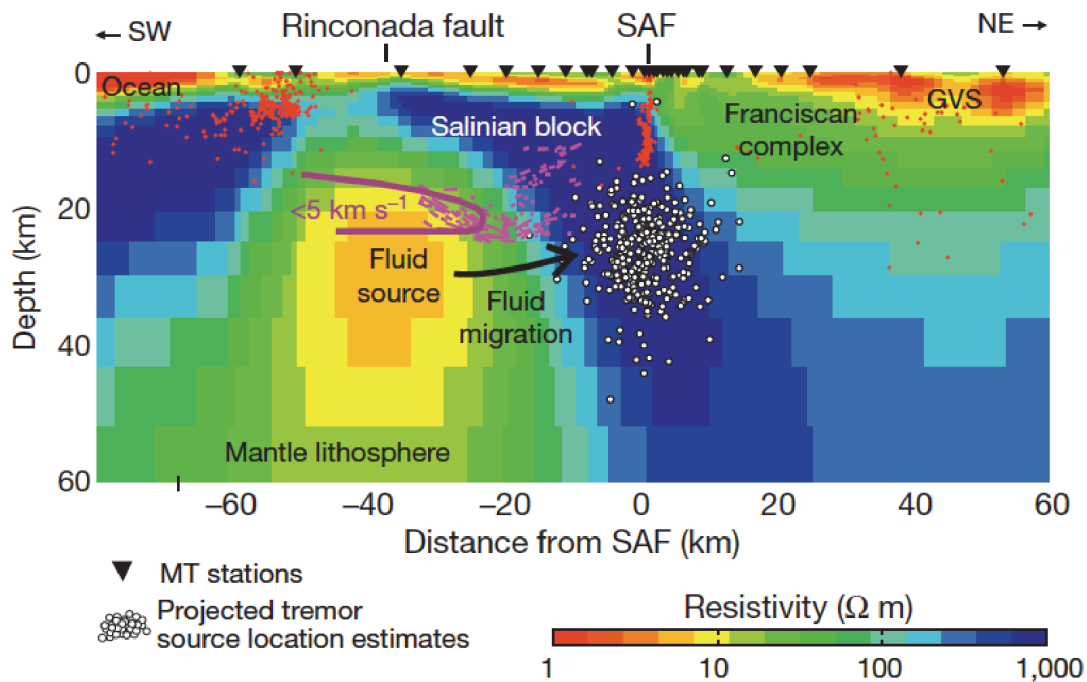 ← SW
Rinconada fault
SAF
NE →
0
20
40
60
Depth (km)
Ocean
Salinian block
Franciscan
complex
GVS
<5 km s⁻¹
Fluid
source
Fluid
migration
Mantle lithosphere
−60 −40 −20 0 20 40 60
Distance from SAF (km)
MT stations
Projected tremor
source location estimates
Resistivity (Ω m)
1 10 100 1,000